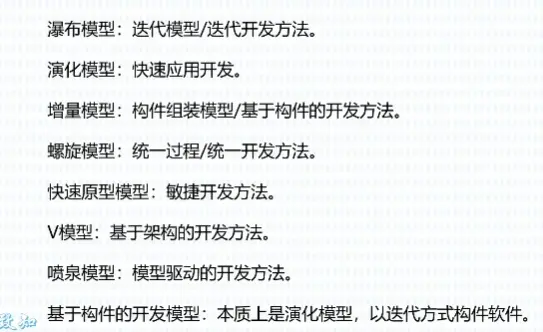 瀑布模型：迭代模型/迭代开发方法。
演化模型：快速应用开发。
增量模型：构件组装模型/基于构件的开发方法。
螺旋模型：统一过程/统一开发方法。
快速原型模型：敏捷开发方法。
V模型：基于架构的开发方法。
喷泉模型：模型驱动的开发方法。
基于构件的开发模型：本质上是演化模型，以迭代方式构件软件。
致知